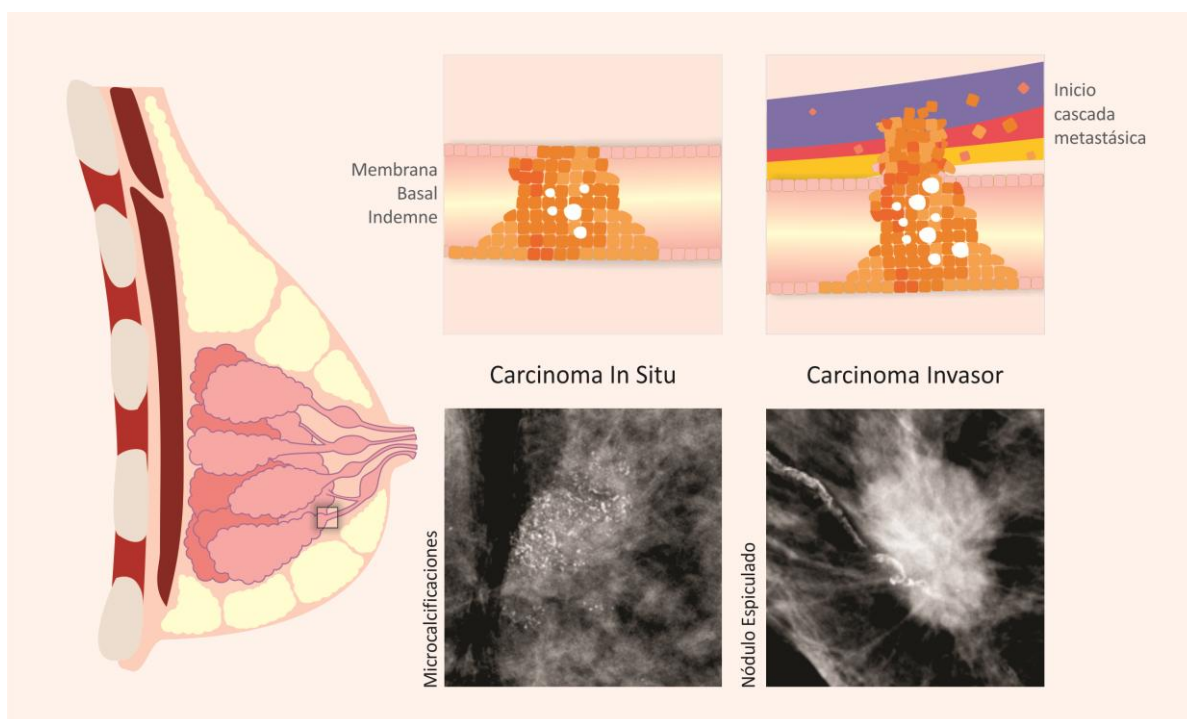 Membrana
Basal
Indemne
Inicio
cascada
metastásica
Carcinoma In Situ
Carcinoma Invasor
Microcalcificaciones
Nódulo Espiculado